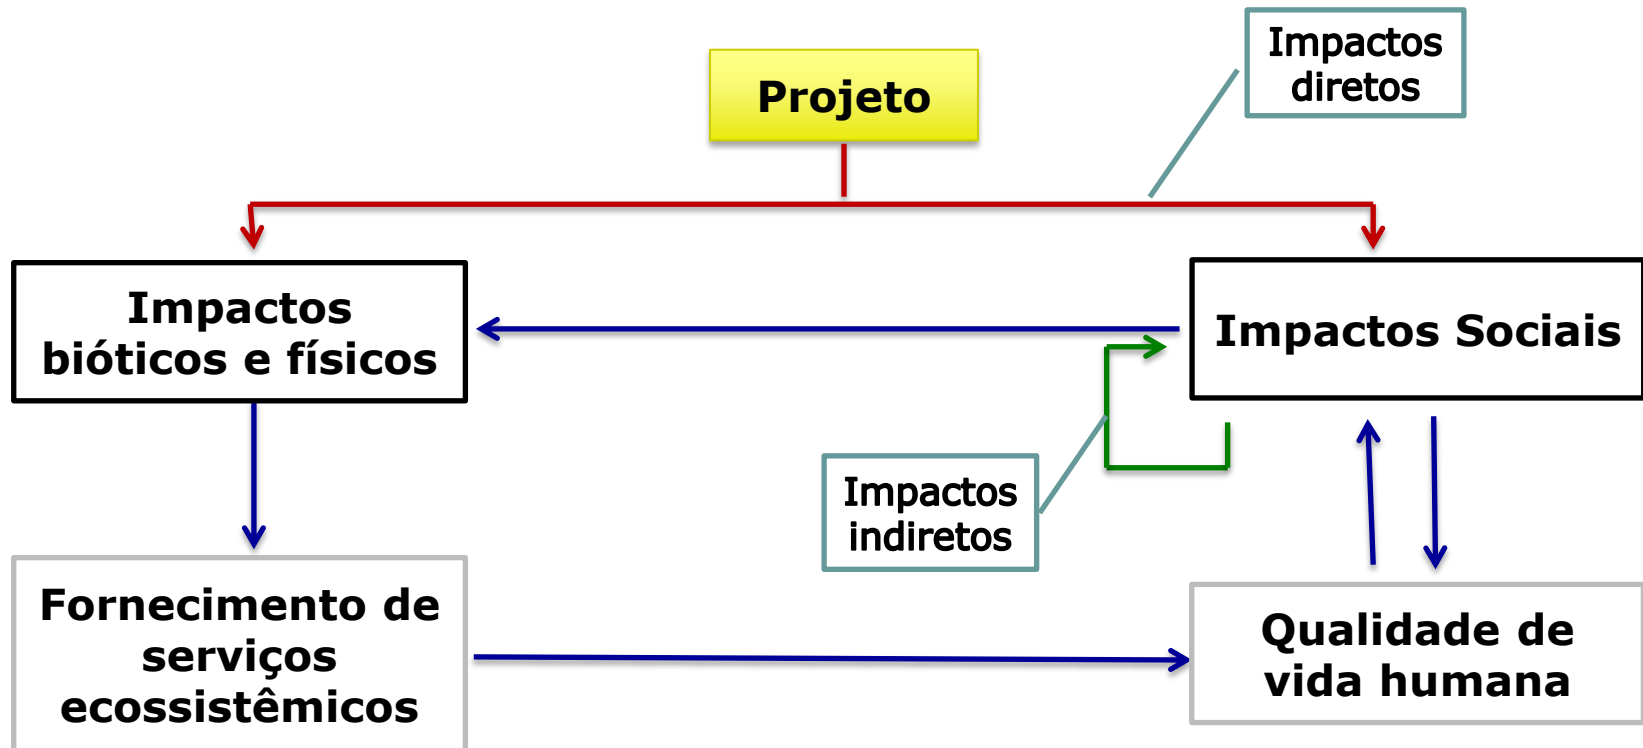 Impactos
diretos
Projeto
Impactos
bióticos e físicos
Impactos Sociais
Impactos
indiretos
Fornecimento de
serviços
ecossistêmicos
Qualidade de
vida humana